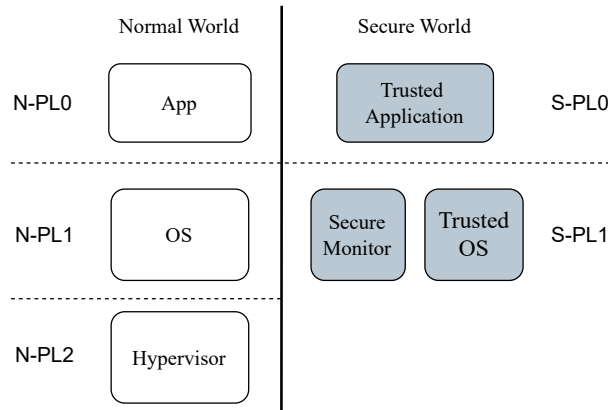 Normal World
Secure World
N-PL0
App
Trusted
Application
S-PL0
N-PL1
OS
Secure
Monitor
Trusted
OS
S-PL1
N-PL2
Hypervisor